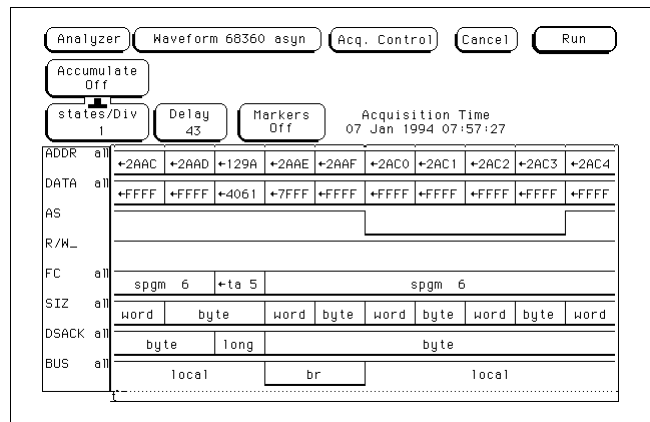 Analyzer Waveform 68360 asyn Acq. Control Cancel Run
Accumulate
Off
states/Div Delay Markers Acquisition Time
1 43 Off 07 Jan 1994 07:57:27
ADDR all ←2AAC ←2AAD ←129A ←2AAE ←2AAF ←2AC0 ←2AC1 ←2AC2 ←2AC3 ←2AC4
DATA all ←FFFF ←FFFF ←4061 ←7FFF ←FFFF ←FFFF ←FFFF ←FFFF ←FFFF ←FFFF
AS
R/W_
FC all spgm 6 ←ta 5 spgm 6
SIZ all word byte word byte word byte word byte word
DSACK all byte long byte
BUS all local br local